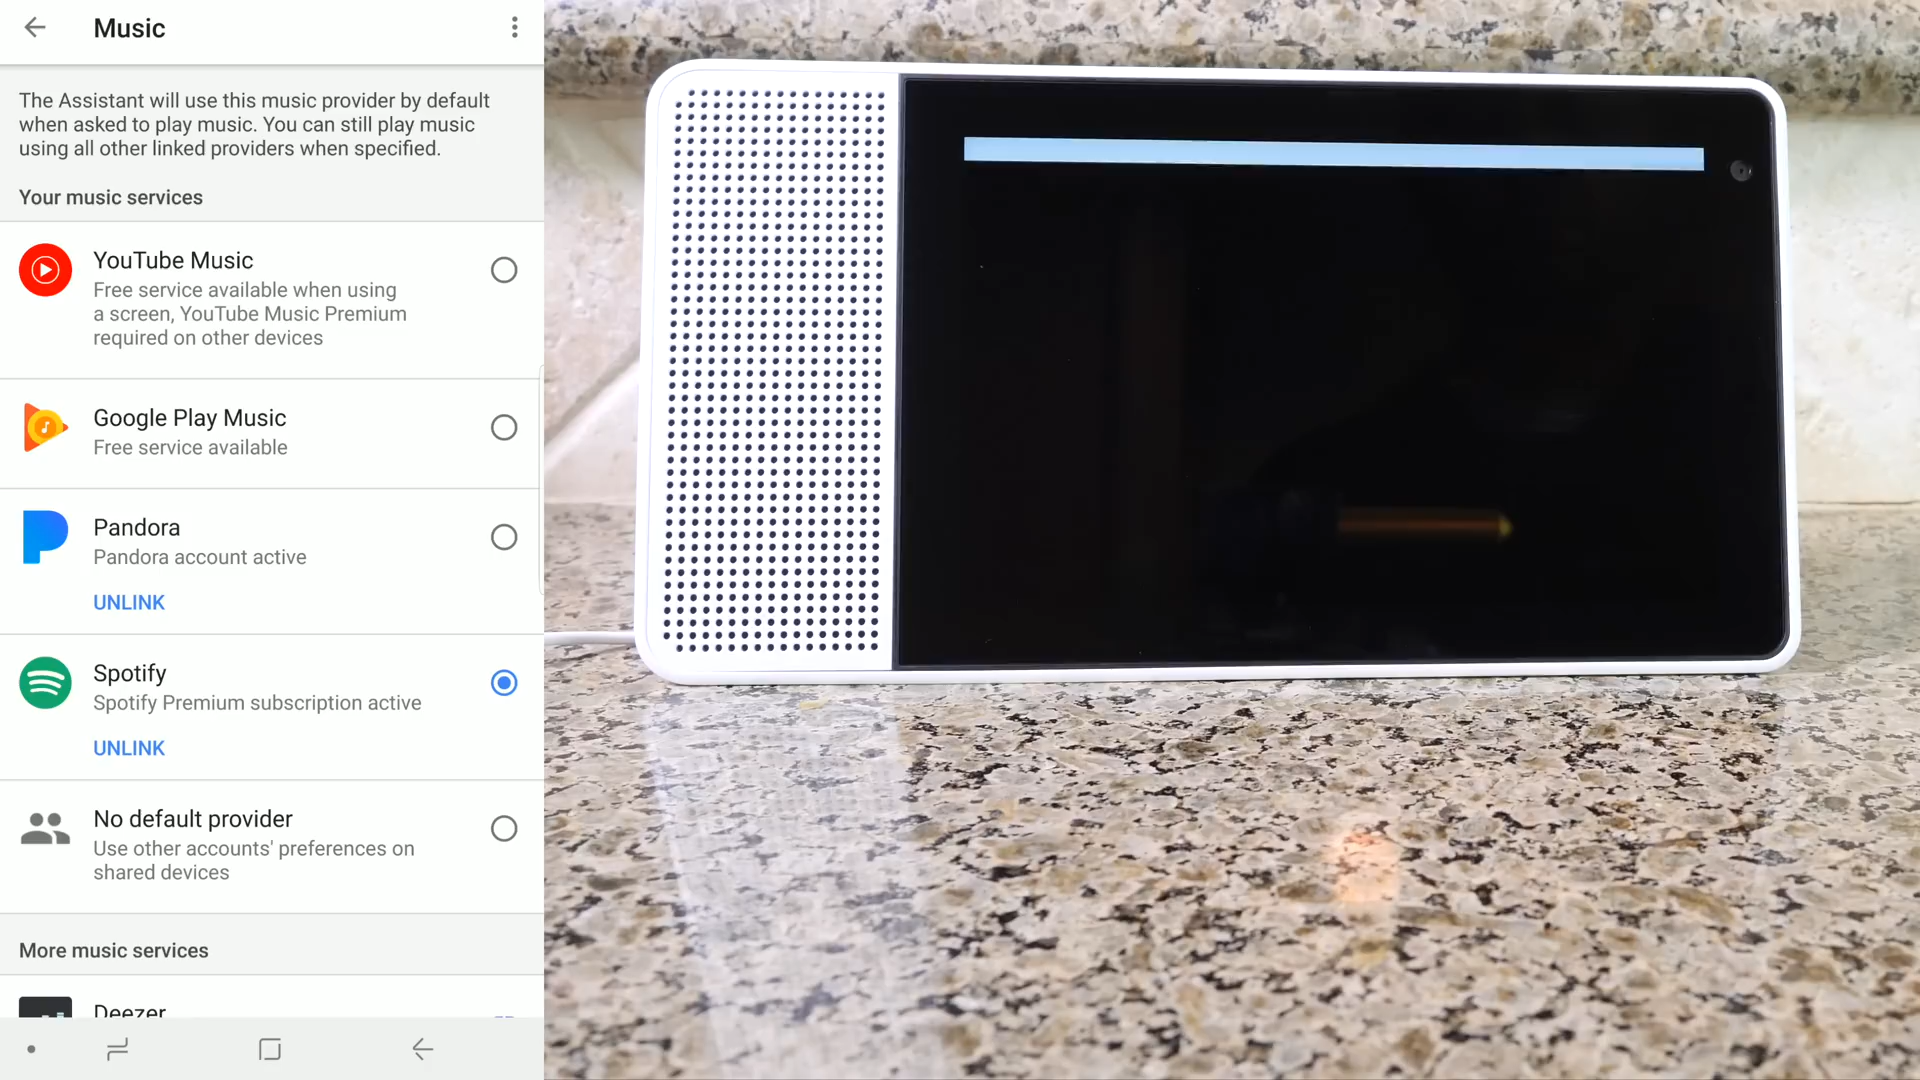 Music
The Assistant will use this music provider by default
when asked to play music. You can still play music
using all other linked providers when specified.
Your music services
YouTube Music
Free service available when using
a screen, YouTube Music Premium
required on other devices
Google Play Music
Free service available
Pandora
Pandora account active
UNLINK
Spotify
Spotify Premium subscription active
UNLINK
No default provider
Use other accounts' preferences on
shared devices
More music services
Deezer